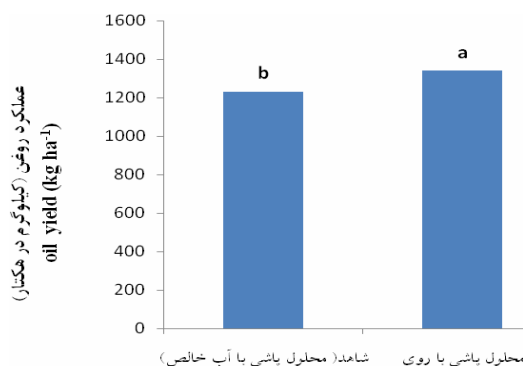 عملکرد روغن (کیلوگرم در هکتار)
oil yield (kg ha-1)
1600
1400
1200
1000
800
600
400
200
0
b
a
شاهد( محلول پاشی با آب خالص)
محلول پاشی با روی